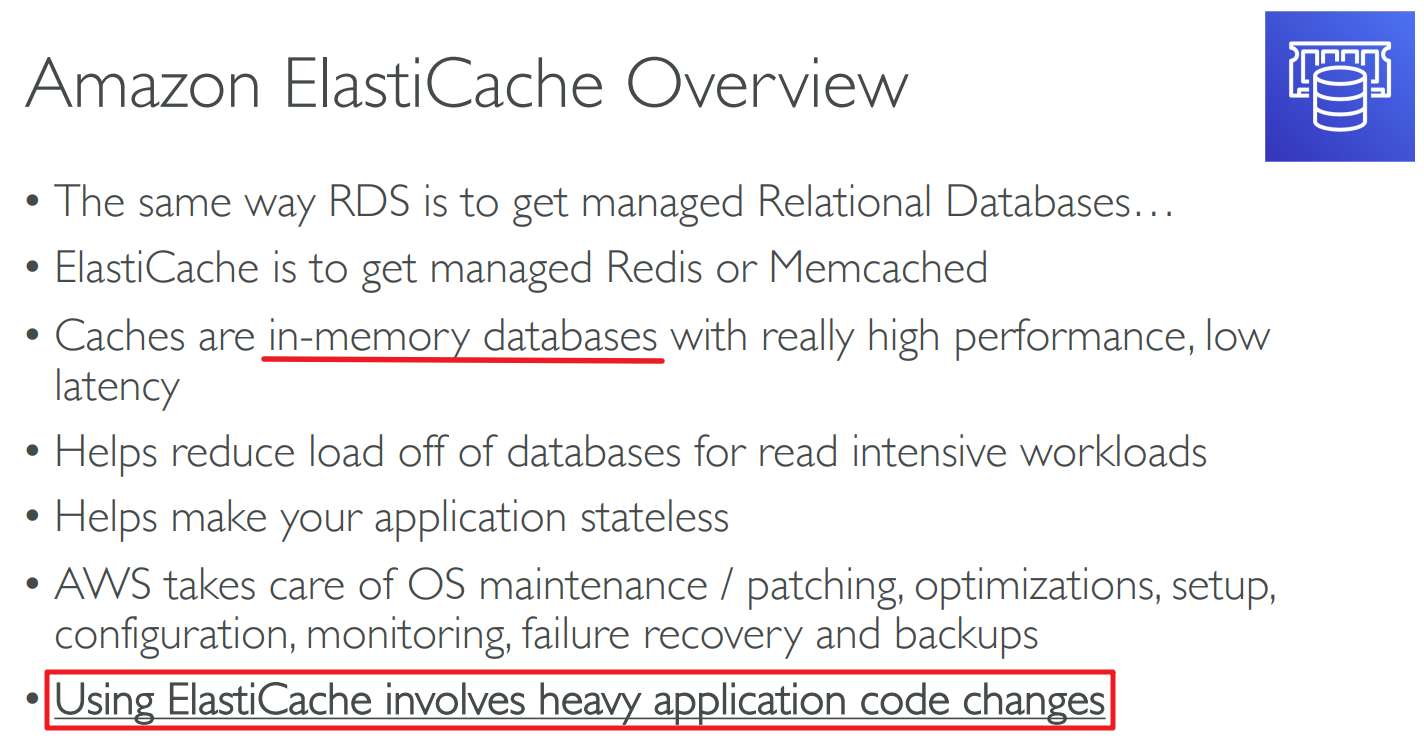 Amazon ElastiCache Overview
• The same way RDS is to get managed Relational Databases…
• ElastiCache is to get managed Redis or Memcached
• Caches are in-memory databases with really high performance, low
latency
• Helps reduce load off of databases for read intensive workloads
• Helps make your application stateless
• AWS takes care of OS maintenance / patching, optimizations, setup,
configuration, monitoring, failure recovery and backups
• Using ElastiCache involves heavy application code changes